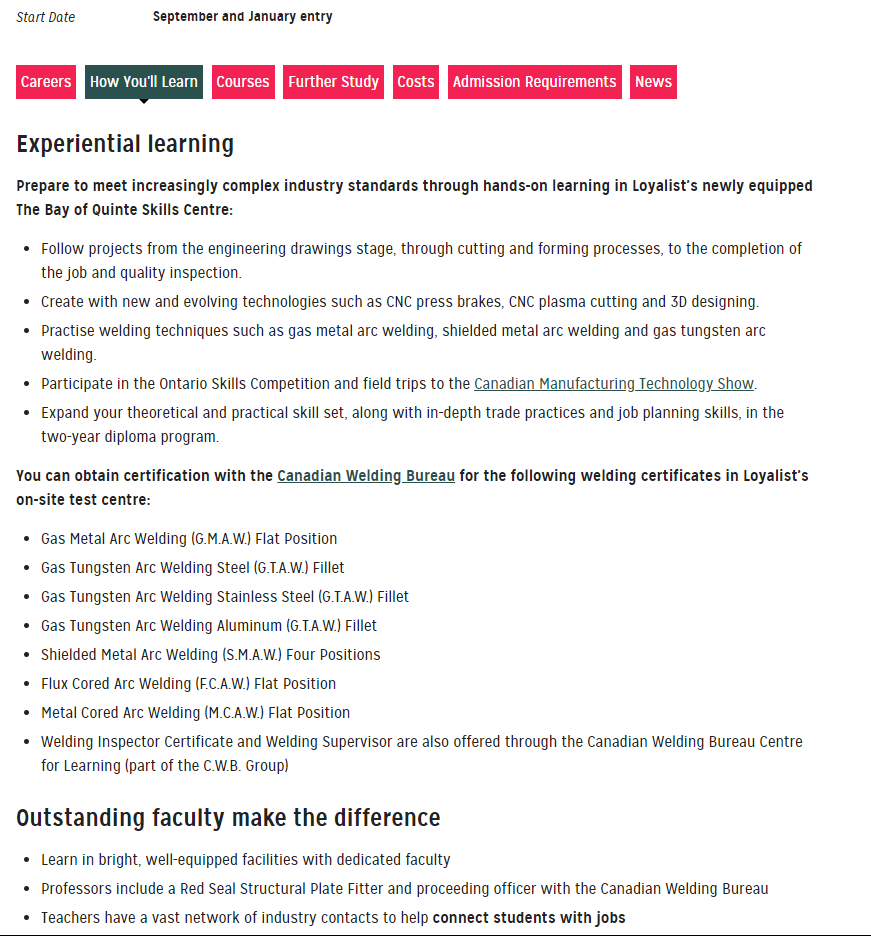 Start Date September and January entry
Careers How You'll Learn Courses Further Study Costs Admission Requirements News
Experiential learning
Prepare to meet increasingly complex industry standards through hands-on learning in Loyalist's newly equipped
The Bay of Quinte Skills Centre:
• Follow projects from the engineering drawings stage, through cutting and forming processes, to the completion of
the job and quality inspection.
• Create with new and evolving technologies such as CNC press brakes, CNC plasma cutting and 3D designing.
• Practise welding techniques such as gas metal arc welding, shielded metal arc welding and gas tungsten arc
welding.
• Participate in the Ontario Skills Competition and field trips to the Canadian Manufacturing Technology Show.
• Expand your theoretical and practical skill set, along with in-depth trade practices and job planning skills, in the
two-year diploma program.
You can obtain certification with the Canadian Welding Bureau for the following welding certificates in Loyalist's
on-site test centre:
• Gas Metal Arc Welding (G.M.A.W.) Flat Position
• Gas Tungsten Arc Welding Steel (G.T.A.W.) Fillet
• Gas Tungsten Arc Welding Stainless Steel (G.T.A.W.) Fillet
• Gas Tungsten Arc Welding Aluminum (G.T.A.W.) Fillet
• Shielded Metal Arc Welding (S.M.A.W.) Four Positions
• Flux Cored Arc Welding (F.C.A.W.) Flat Position
• Metal Cored Arc Welding (M.C.A.W.) Flat Position
• Welding Inspector Certificate and Welding Supervisor are also offered through the Canadian Welding Bureau Centre
for Learning (part of the C.W.B. Group)
Outstanding faculty make the difference
• Learn in bright, well-equipped facilities with dedicated faculty
• Professors include a Red Seal Structural Plate Fitter and proceeding officer with the Canadian Welding Bureau
• Teachers have a vast network of industry contacts to help connect students with jobs